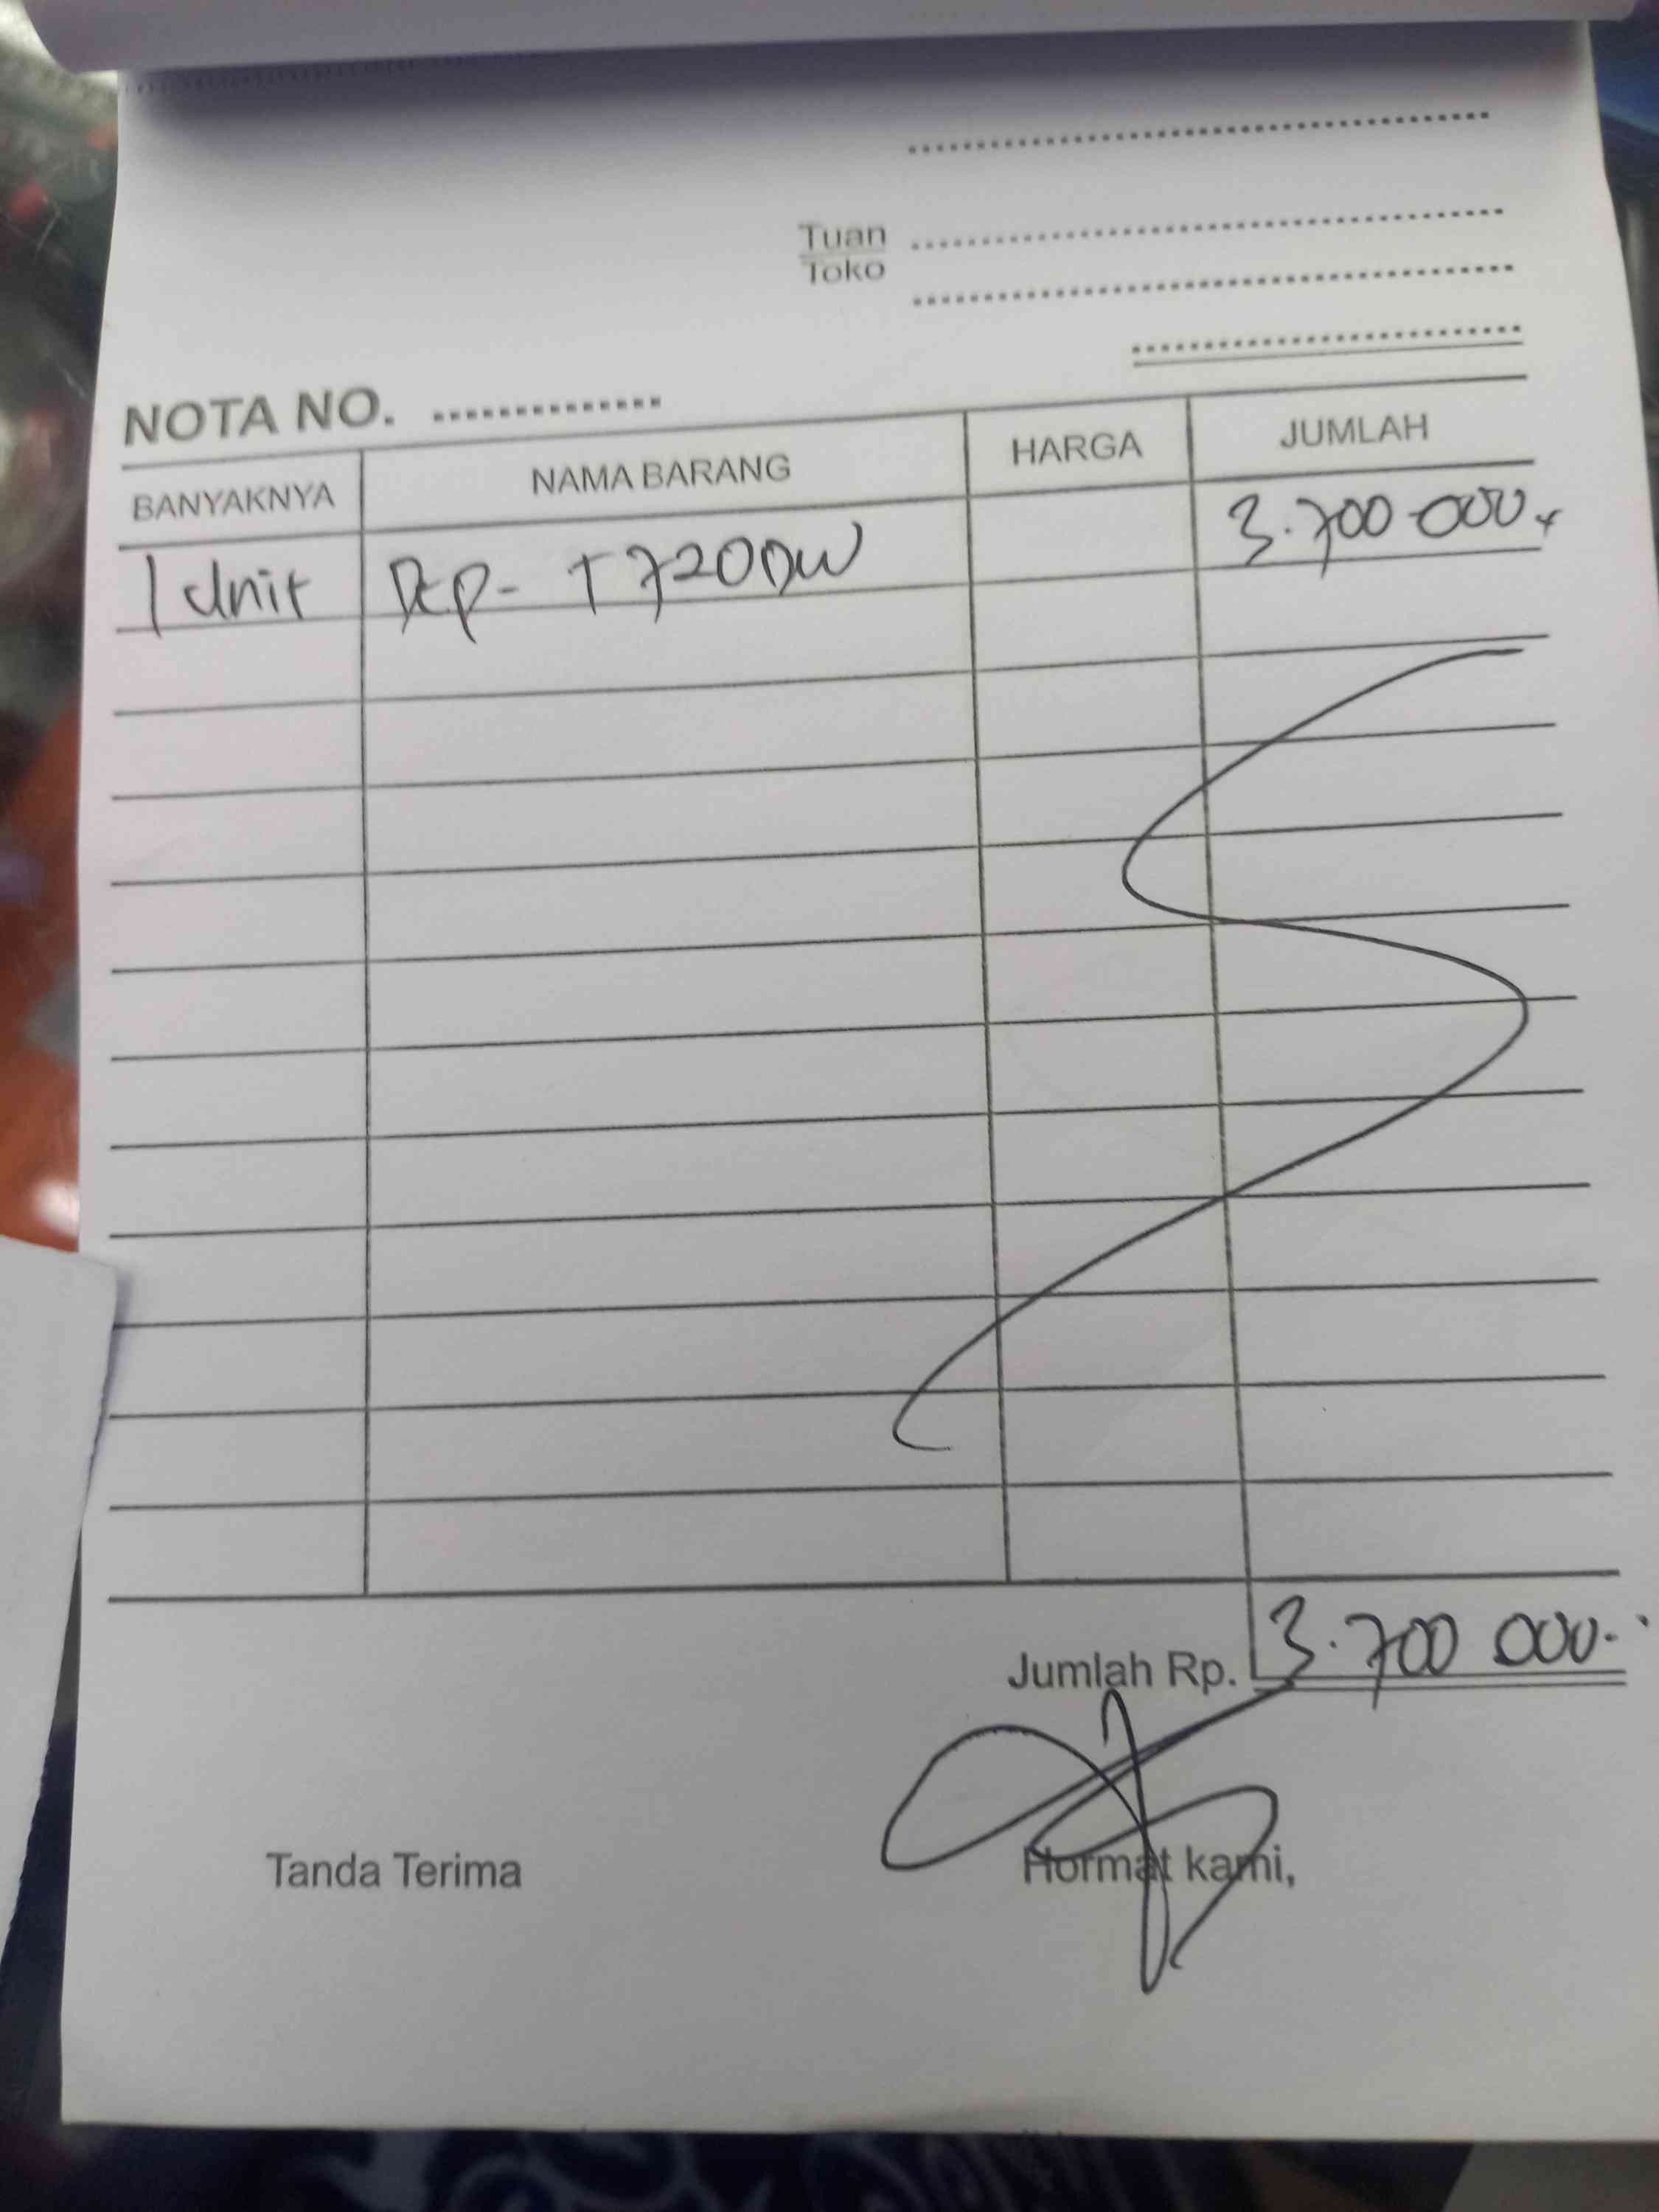 Tuan
Toko
NOTA NO.
BANYAKNYA NAMA BARANG HARGA JUMLAH
1 Unit Dcp - T720DW 3.700.000.
Jumlah Rp. 3.700 000.-
Tanda Terima Hormat kami,